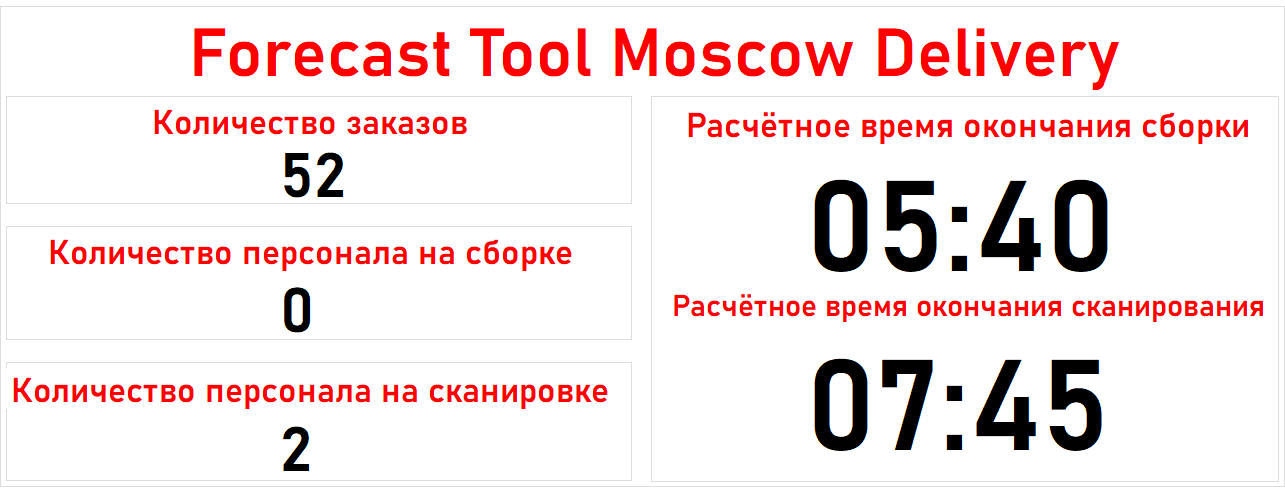 Forecast Tool Moscow Delivery
Количество заказов
52
Количество персонала на сборке
0
Количество персонала на сканировке
2
Расчётное время окончания сборки
05:40
Расчётное время окончания сканирования
07:45